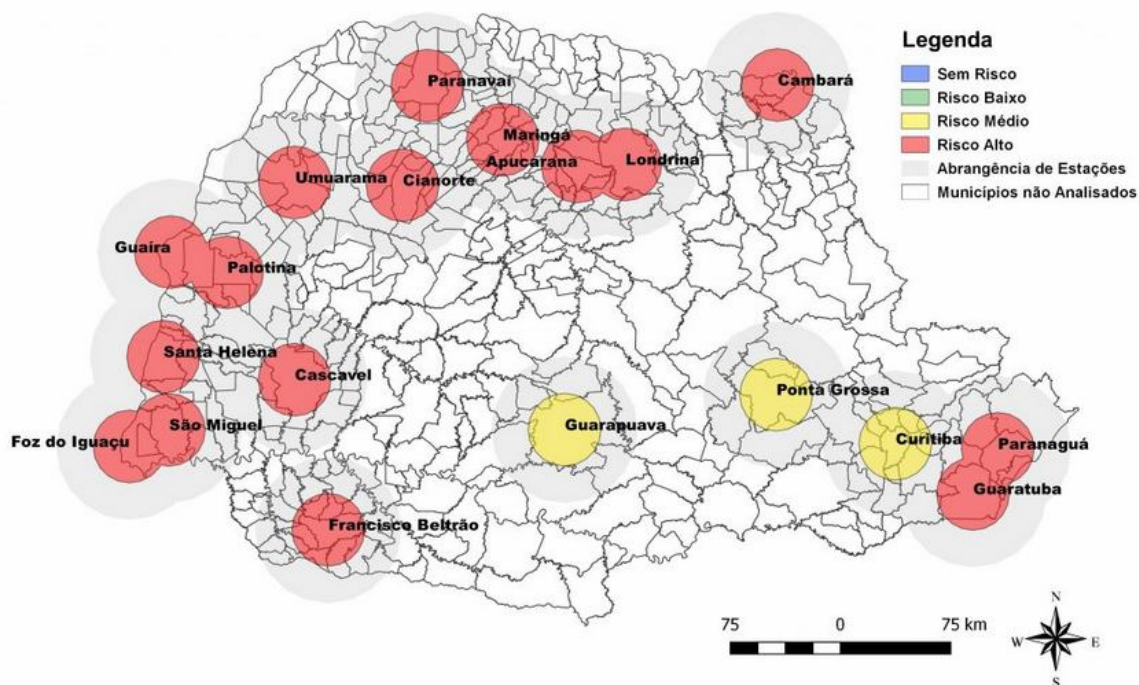 Legenda
Sem Risco
Risco Baixo
Risco Médio
Risco Alto
Abrangência de Estações
Municípios não Analisados
Paranavaí
Cambará
Maringá
Apucarana
Londrina
Umuarama
Cianorte
Guaíra
Palotina
Santa Helena
Cascavel
Ponta Grossa
São Miguel
Guarapuava
Foz do Iguaçu
Curitiba
Paranaguá
Guaratuba
Francisco Beltrão
75 0 75 km
N
W E
S